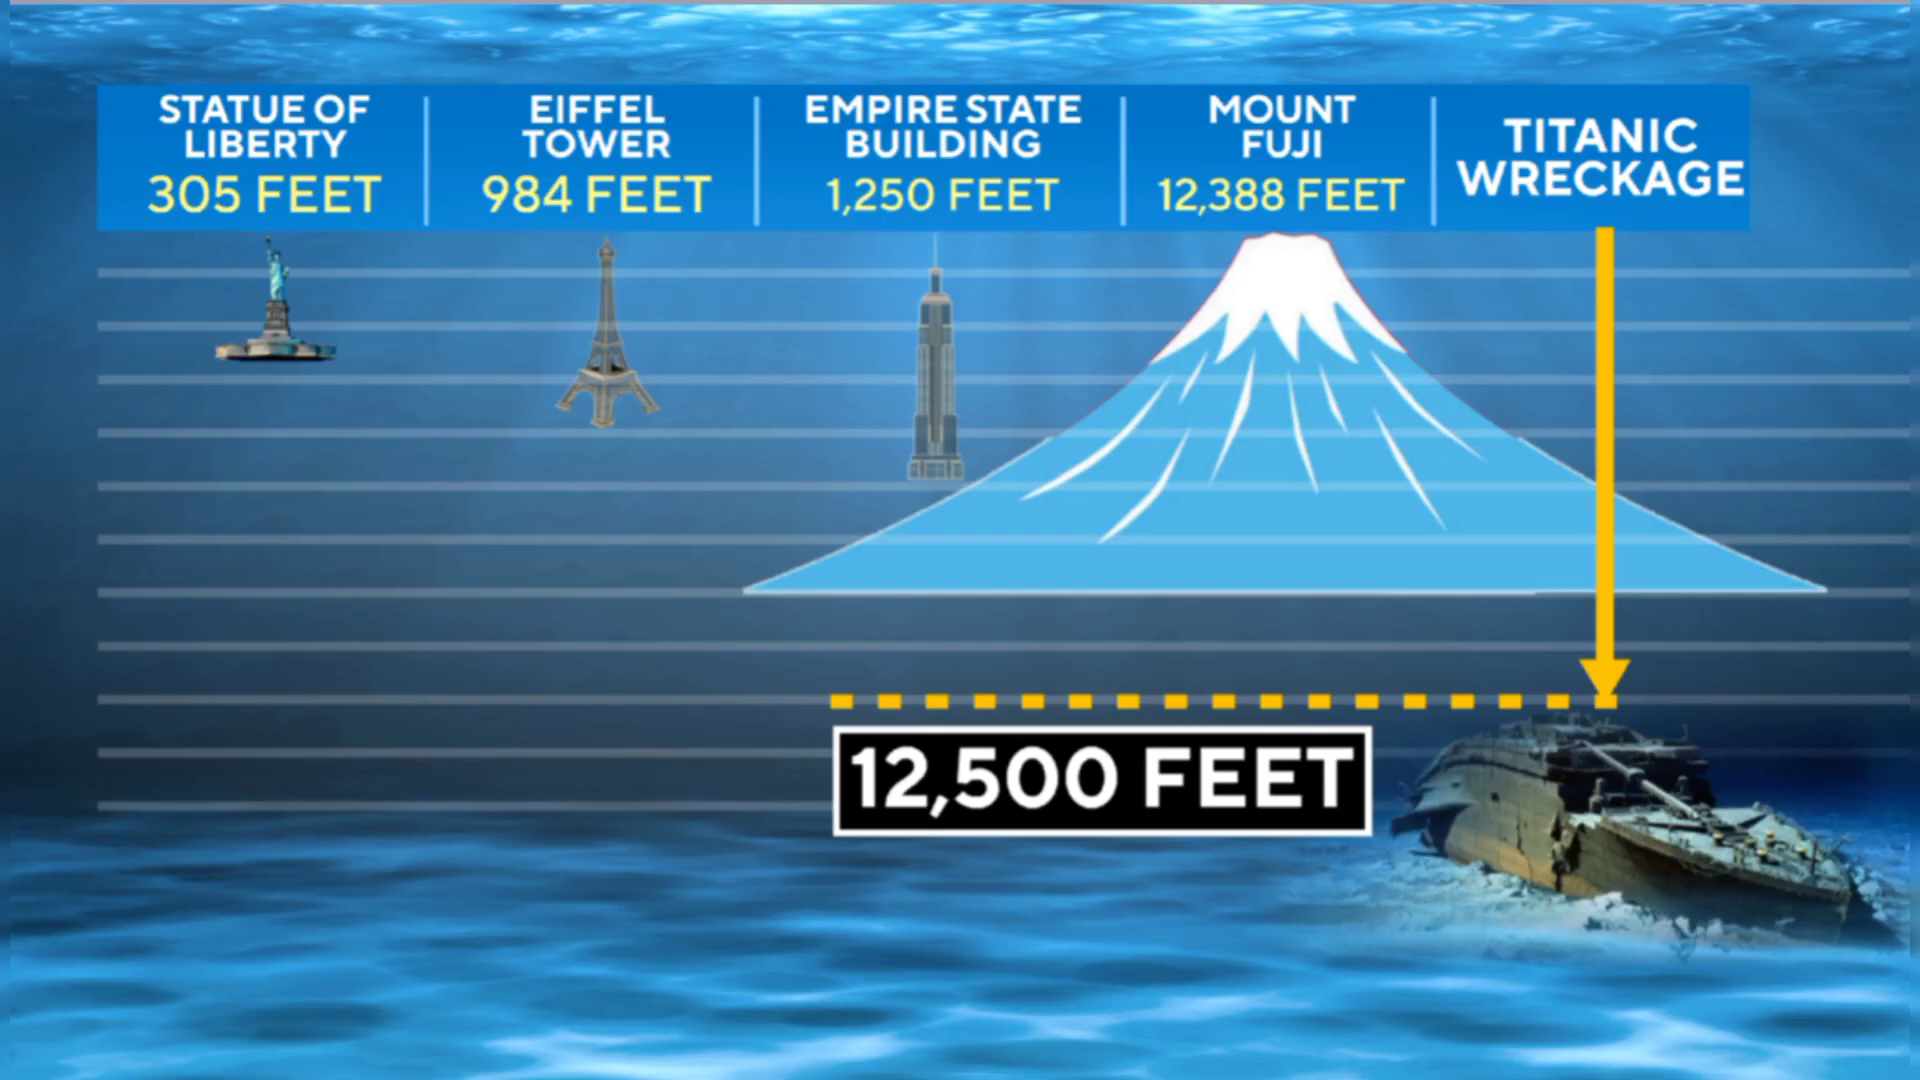 STATUE OF
LIBERTY
305 FEET
EIFFEL
TOWER
984 FEET
EMPIRE STATE
BUILDING
1,250 FEET
MOUNT
FUJI
12,388 FEET
TITANIC
WRECKAGE
12,500 FEET